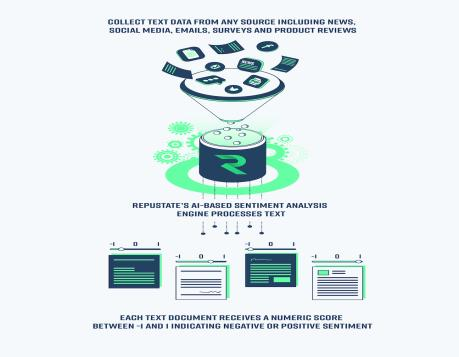 COLLECT TEXT DATA FROM ANY SOURCE INCLUDING NEWS,
SOCIAL MEDIA, EMAILS, SURVEYS AND PRODUCT REVIEWS
NEWS
REPUSTATE'S AI-BASED SENTIMENT ANALYSIS
ENGINE PROCESSES TEXT
-1 0 1
-1 0 1
-1 0 1
-1 0 1
EACH TEXT DOCUMENT RECEIVES A NUMERIC SCORE
BETWEEN -1 AND 1 INDICATING NEGATIVE OR POSITIVE SENTIMENT